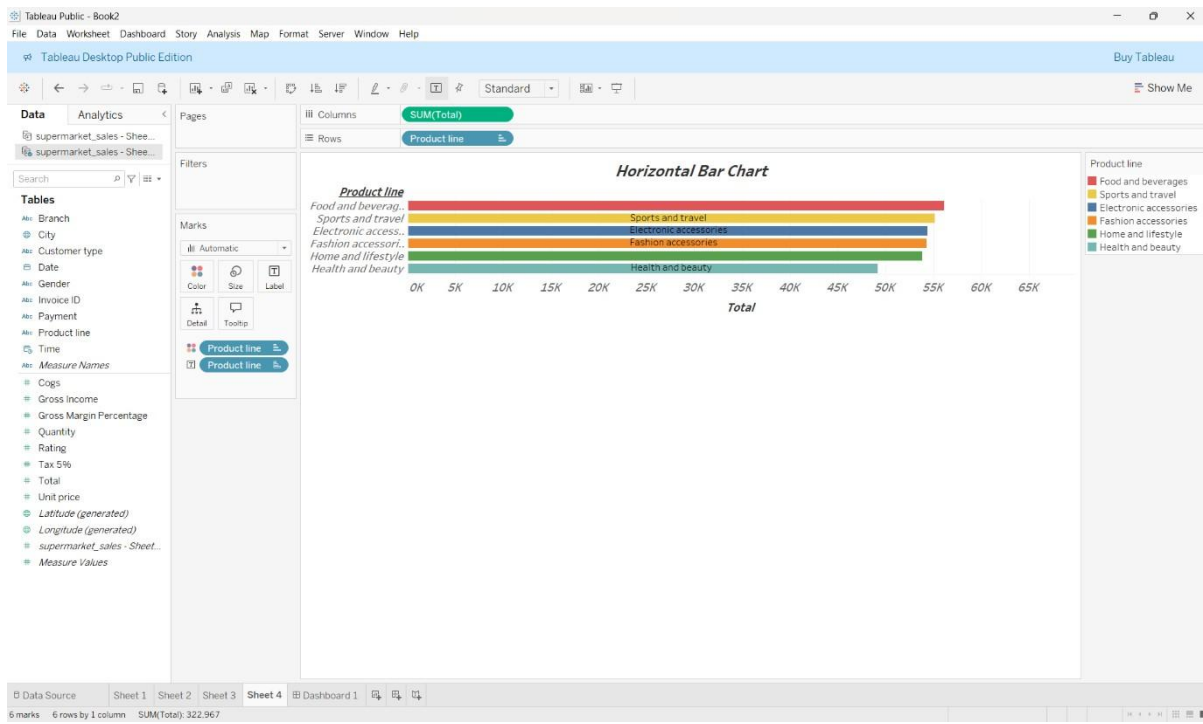 Tableau Public - Book2
File Data Worksheet Dashboard Story Analysis Map Format Server Window Help
Tableau Desktop Public Edition
Buy Tableau
Standard
Show Me
Data
Analytics
supermarket_sales - Shee...
supermarket_sales - Shee...
Search
Tables
Abc Branch
City
Abc Customer type
Date
Abc Gender
Abc Invoice ID
Abc Payment
Abc Product line
Time
Abc Measure Names
# Cogs
# Gross Income
# Gross Margin Percentage
# Quantity
# Rating
# Tax 5%
# Total
# Unit price
Latitude (generated)
Longitude (generated)
# supermarket_sales - Sheet...
# Measure Values
Pages
Filters
Marks
Automatic
Color Size Label
Detail Tooltip
Product line
Product line
Columns SUM(Total)
Rows Product line
Horizontal Bar Chart
Product line
Food and beverag..
Sports and travel Sports and travel
Electronic access.. Electronic accessories
Fashion accessori.. Fashion accessories
Home and lifestyle
Health and beauty Health and beauty
0K 5K 10K 15K 20K 25K 30K 35K 40K 45K 50K 55K 60K 65K
Total
Product line
Food and beverages
Sports and travel
Electronic accessories
Fashion accessories
Home and lifestyle
Health and beauty
Data Source Sheet 1 Sheet 2 Sheet 3 Sheet 4 Dashboard 1
6 marks 6 rows by 1 column SUM(Total): 322.967